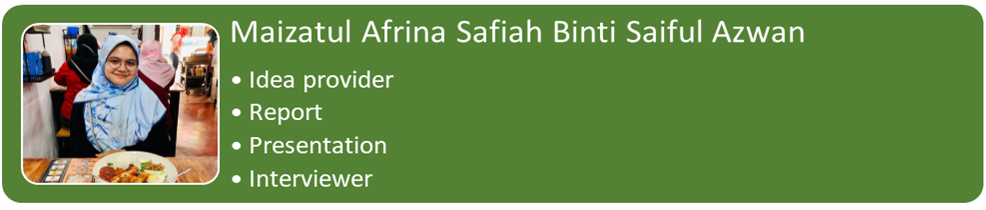 Maizatul Afrina Safiah Binti Saiful Azwan
• Idea provider
• Report
• Presentation
• Interviewer